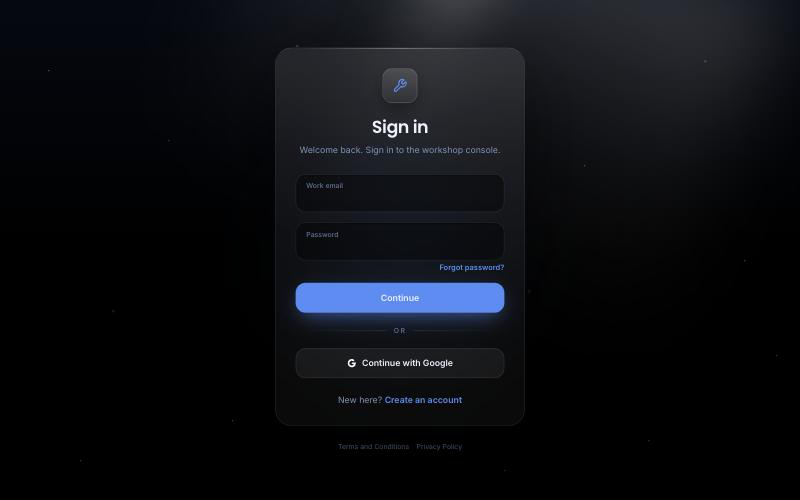 Sign in
Welcome back. Sign in to the workshop console.
Work email
Password
Forgot password?
Continue
OR
Continue with Google
New here? Create an account
Terms and Conditions Privacy Policy